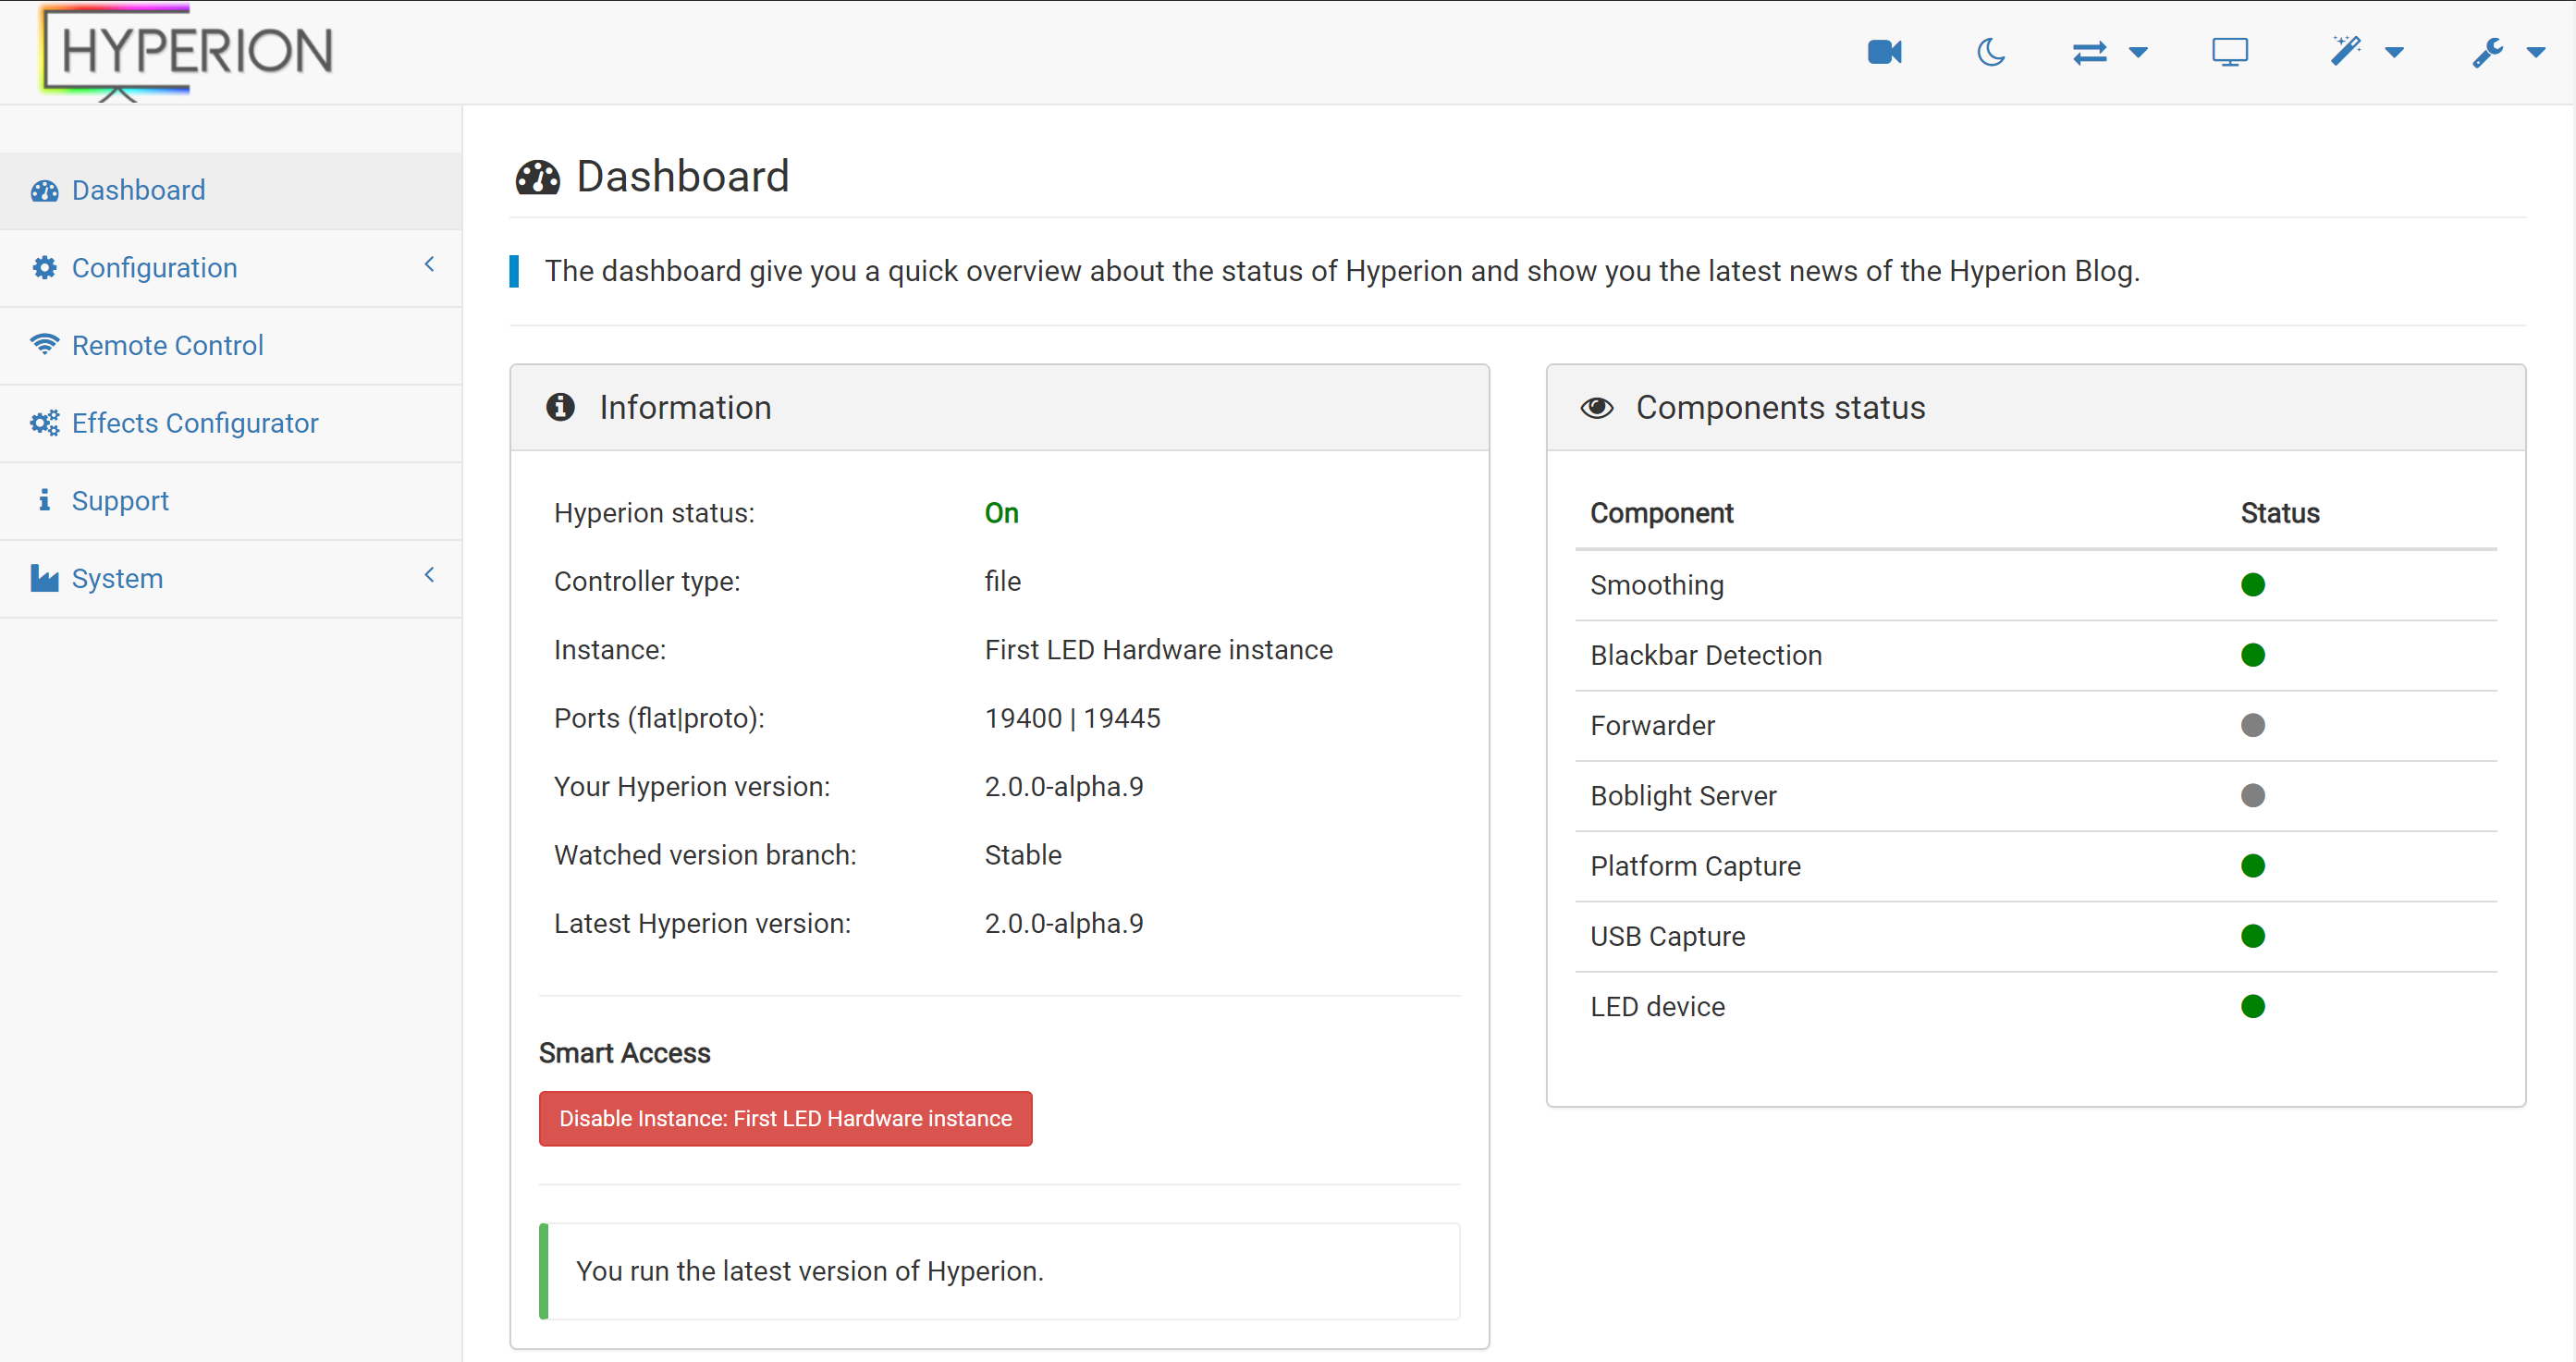 HYPERION
Dashboard
Configuration
Remote Control
Effects Configurator
Support
System
Dashboard
The dashboard give you a quick overview about the status of Hyperion and show you the latest news of the Hyperion Blog.
Information
Hyperion status: On
Controller type: file
Instance: First LED Hardware instance
Ports (flat|proto): 19400 | 19445
Your Hyperion version: 2.0.0-alpha.9
Watched version branch: Stable
Latest Hyperion version: 2.0.0-alpha.9
Smart Access
Disable Instance: First LED Hardware instance
You run the latest version of Hyperion.
Components status
Component Status
Smoothing
Blackbar Detection
Forwarder
Boblight Server
Platform Capture
USB Capture
LED device